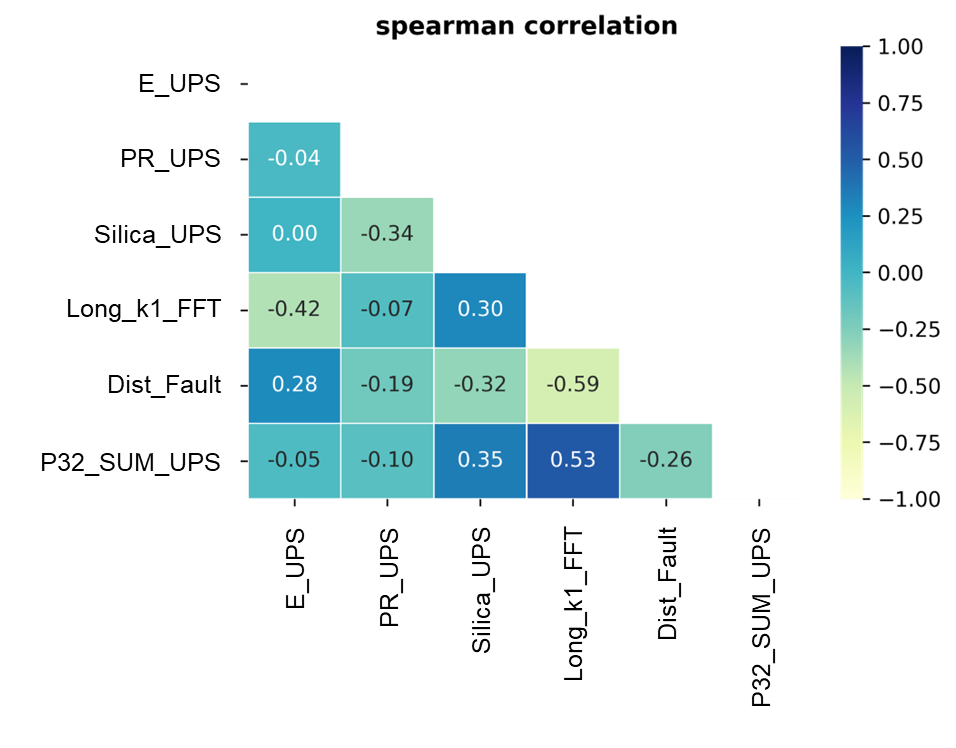 spearman correlation
E_UPS
PR_UPS -0.04
Silica_UPS 0.00 -0.34
Long_k1_FFT -0.42 -0.07 0.30
Dist_Fault 0.28 -0.19 -0.32 -0.59
P32_SUM_UPS -0.05 -0.10 0.35 0.53 -0.26
E_UPS
PR_UPS
Silica_UPS
Long_k1_FFT
Dist_Fault
P32_SUM_UPS
1.00
0.75
0.50
0.25
0.00
−0.25
−0.50
−0.75
−1.00